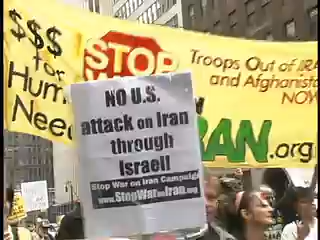 $$$
for
Hum
Need
STOP
Troops Out of IRA
and Afghanista
NOW
RAN.org
NO U.S.
attack on Iran
through
Israel!
Stop War on Iran Campaign
www.StopWarOnIran.org